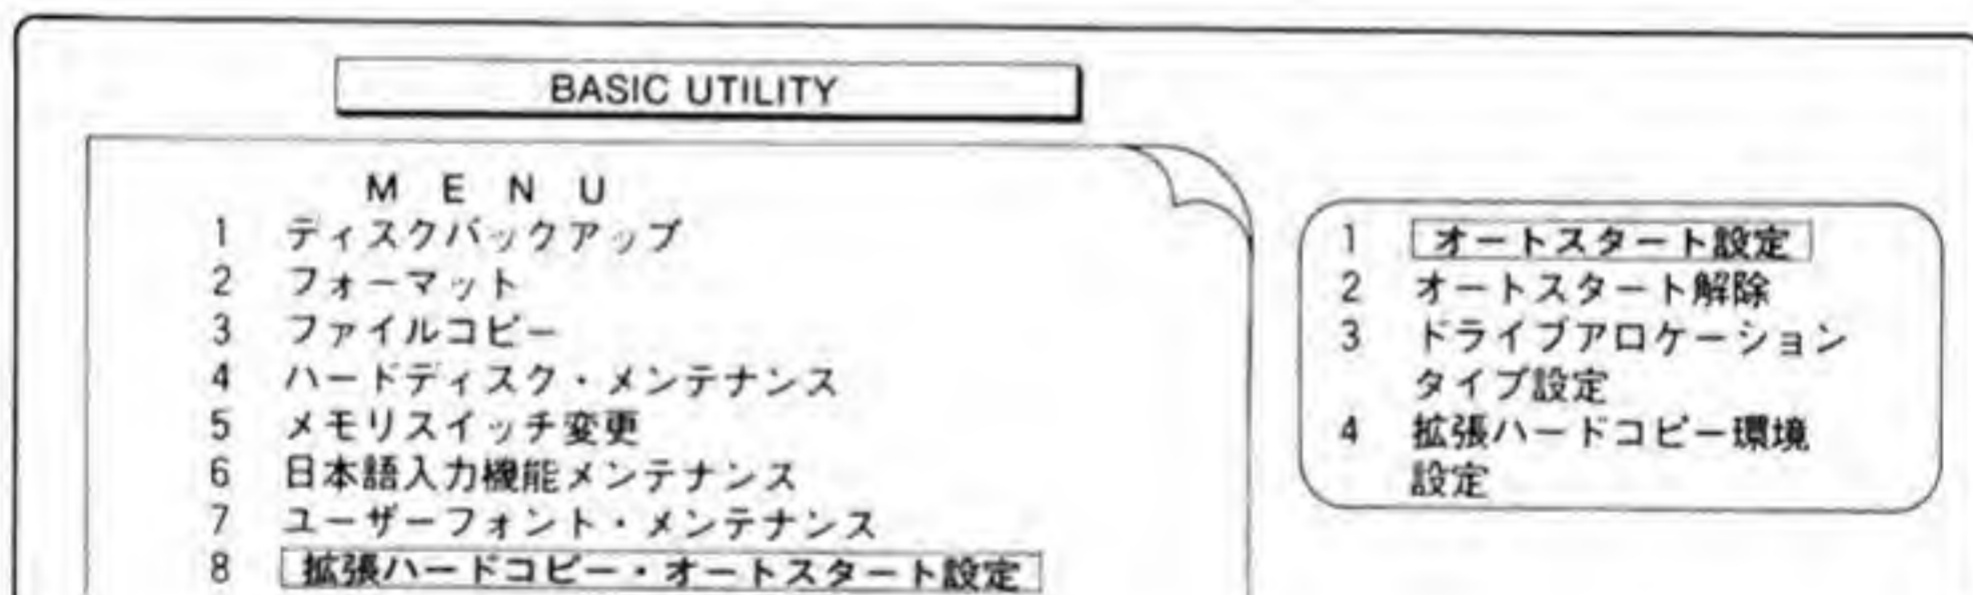 BASIC UTILITY
M E N U
1 ディスクバックアップ
2 フォーマット
3 ファイルコピー
4 ハードディスク・メンテナンス
5 メモリスイッチ変更
6 日本語入力機能メンテナンス
7 ユーザーフォント・メンテナンス
8 拡張ハードコピー・オートスタート設定
1 オートスタート設定
2 オートスタート解除
3 ドライブアロケーション
タイプ設定
4 拡張ハードコピー環境
設定